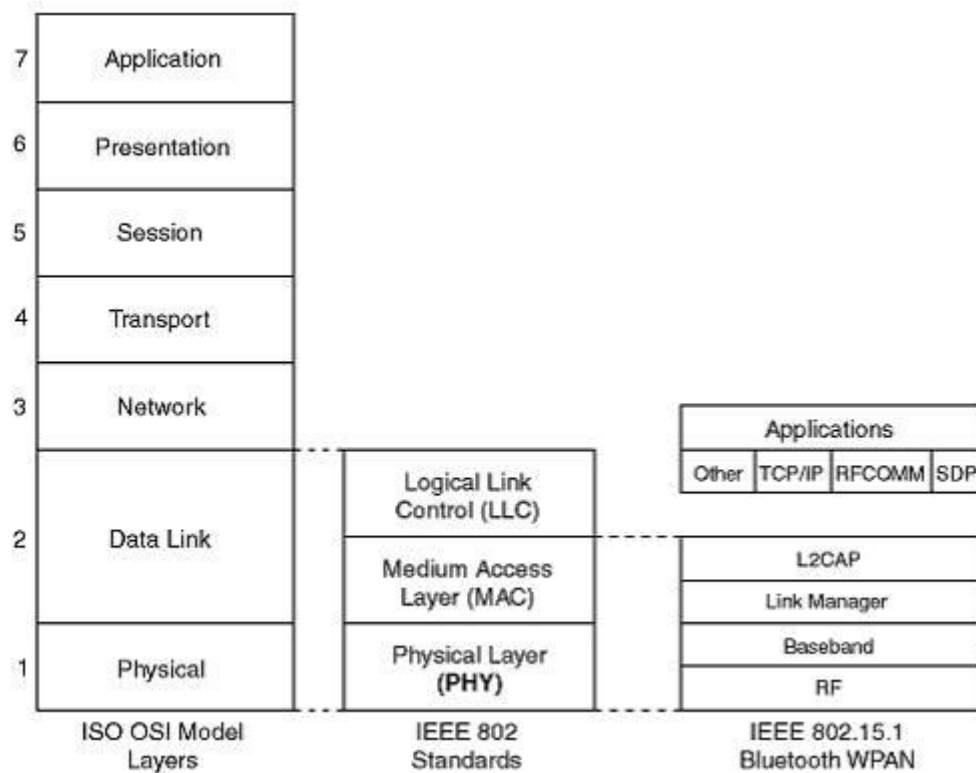 7
Application
6
Presentation
5
Session
4
Transport
3
Network
2
Data Link
1
Physical
ISO OSI Model
Layers
Logical Link
Control (LLC)
Medium Access
Layer (MAC)
Physical Layer
(PHY)
IEEE 802
Standards
Applications
Other
TCP/IP
RFCOMM
SDP
L2CAP
Link Manager
Baseband
RF
IEEE 802.15.1
Bluetooth WPAN